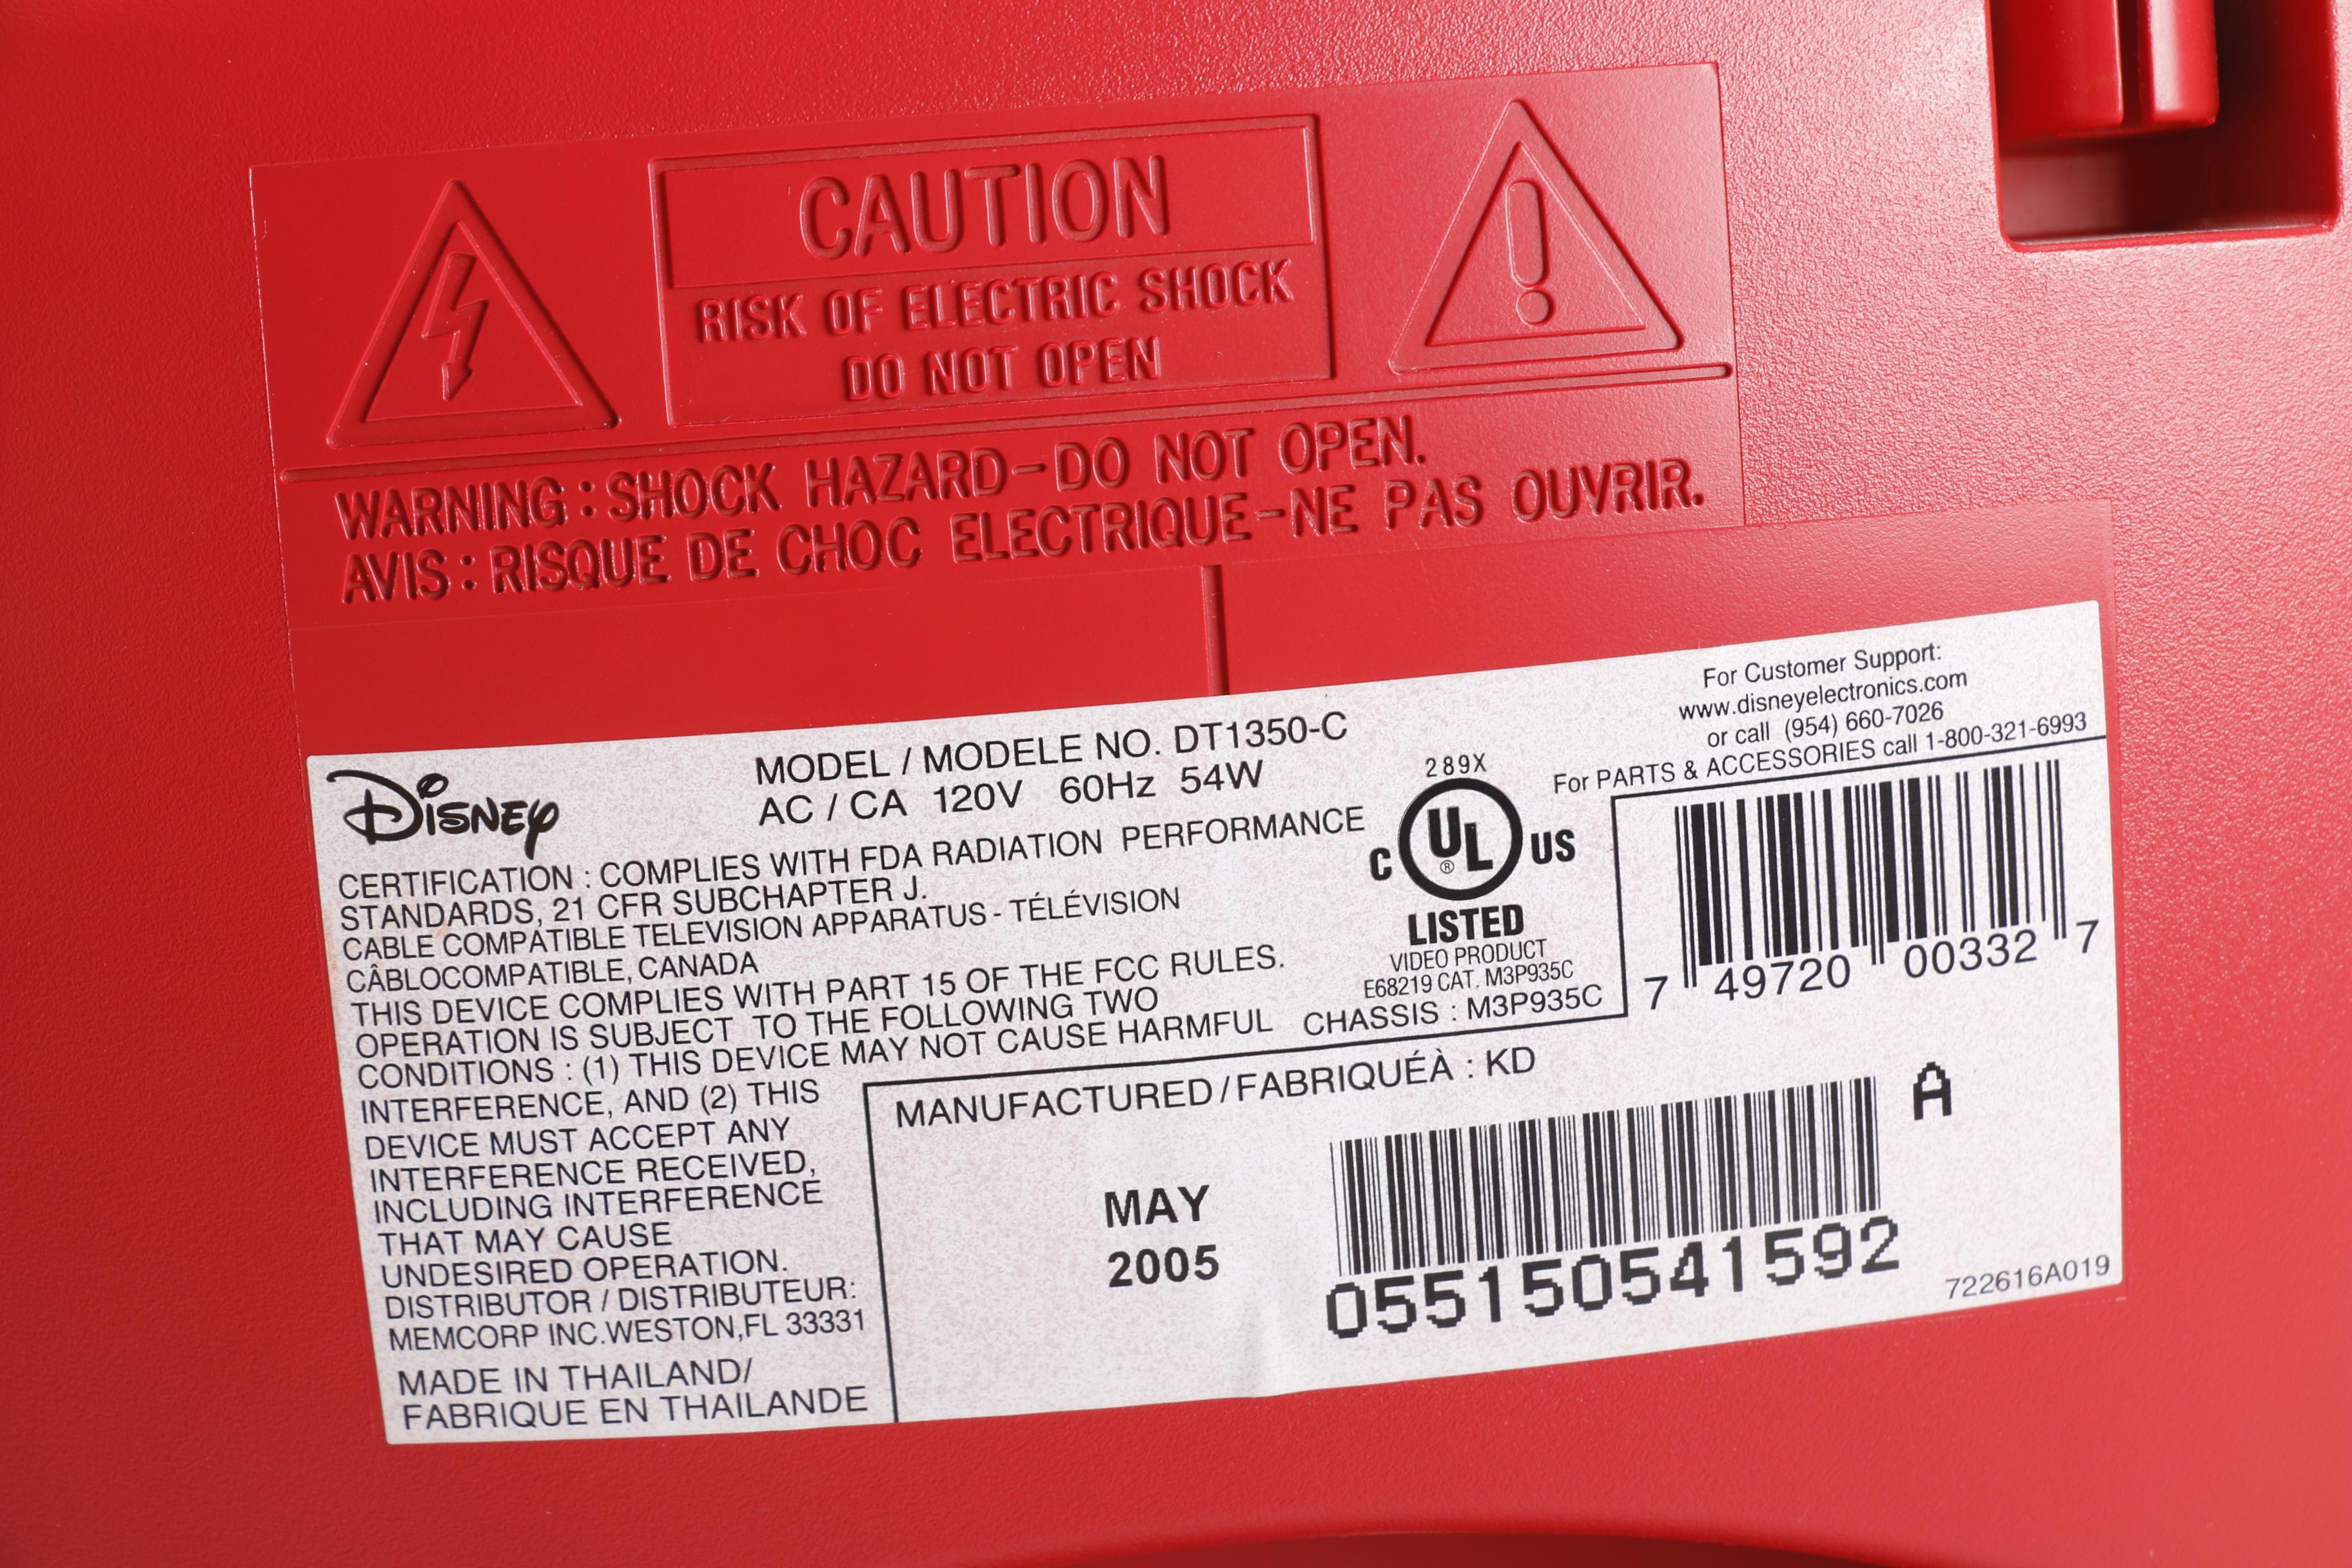 CAUTION
RISK OF ELECTRIC SHOCK
DO NOT OPEN
WARNING : SHOCK HAZARD-DO NOT OPEN.
AVIS : RISQUE DE CHOC ELECTRIQUE-NE PAS OUVRIR.
Disney
MODEL / MODELE NO. DT1350-C
AC / CA 120V 60Hz 54W
For Customer Support:
www.disneyelectronics.com
or call (954) 660-7026
For PARTS & ACCESSORIES call 1-800-321-6993
CERTIFICATION : COMPLIES WITH FDA RADIATION PERFORMANCE
STANDARDS, 21 CFR SUBCHAPTER J.
CABLE COMPATIBLE TELEVISION APPARATUS - TÉLÉVISION
CÂBLOCOMPATIBLE, CANADA
THIS DEVICE COMPLIES WITH PART 15 OF THE FCC RULES.
OPERATION IS SUBJECT TO THE FOLLOWING TWO
CONDITIONS : (1) THIS DEVICE MAY NOT CAUSE HARMFUL
INTERFERENCE, AND (2) THIS
DEVICE MUST ACCEPT ANY
INTERFERENCE RECEIVED,
INCLUDING INTERFERENCE
THAT MAY CAUSE
UNDESIRED OPERATION.
DISTRIBUTOR / DISTRIBUTEUR:
MEMCORP INC.WESTON,FL 33331
MADE IN THAILAND/
FABRIQUE EN THAILANDE
289X
C UL ® US
LISTED
VIDEO PRODUCT
E68219 CAT. M3P935C
CHASSIS : M3P935C
7 49720 00332 7
MANUFACTURED / FABRIQUÉÀ : KD
A
MAY
2005
055150541592
722616A019